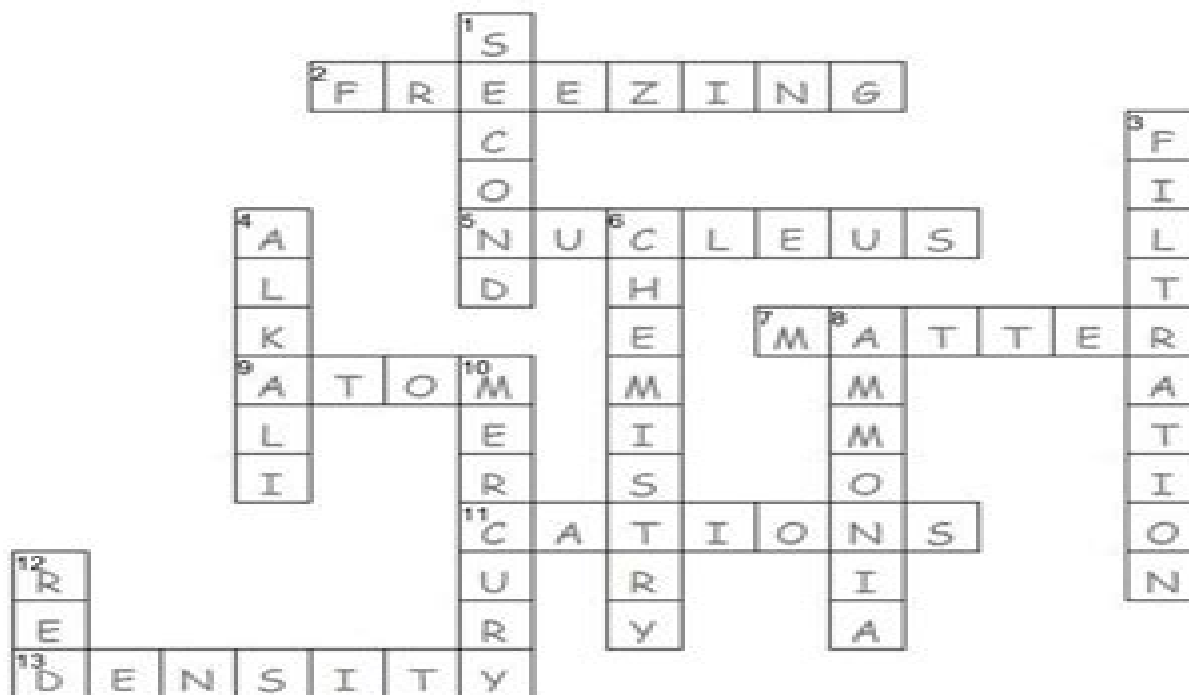 1 S
2 F R E E Z I N G
C 3 F
O I
4 A 5 N U 6 C L E U S L
L D H T
K E 7 M 8 A T T E R
9 A T O 10 M M M A
L E I M T
I R S O I
11 C A T I O N S O
12 R U R I N
E R Y A
13 D E N S I T Y